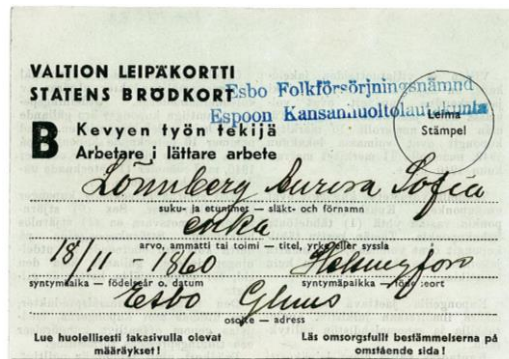 VALTION LEIPÄKORTTI
STATENS BRÖDKORT
Esbo Folkförsörjningsnämnd
Espoon Kansanhuoltolautakunta
Leima
Stämpel
B
Kevyen työn tekijä
Arbetare i lättare arbete
Lönnberg Aurora Sofia
suku- ja etunimet — släkt- och förnamn
arvo, ammatti tai toimi — titel, yrke eller syssla
18/11 - 1860 Helsingfors
syntymäaika — födelseår o. datum syntymäpaikka — födelseort
Esbo
osoite — adress
Lue huolellisesti takasivulla olevat
määräykset!
Läs omsorgsfullt bestämmelserna på
omstående sida!